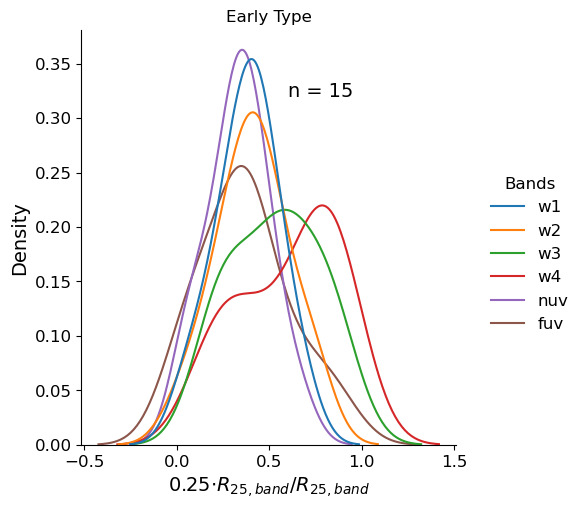 Early Type
n = 15
Density
0.35
0.30
0.25
0.20
0.15
0.10
0.05
0.00
−0.5 0.0 0.5 1.0 1.5
0.25·R25, band/R25, band
Bands
w1
w2
w3
w4
nuv
fuv